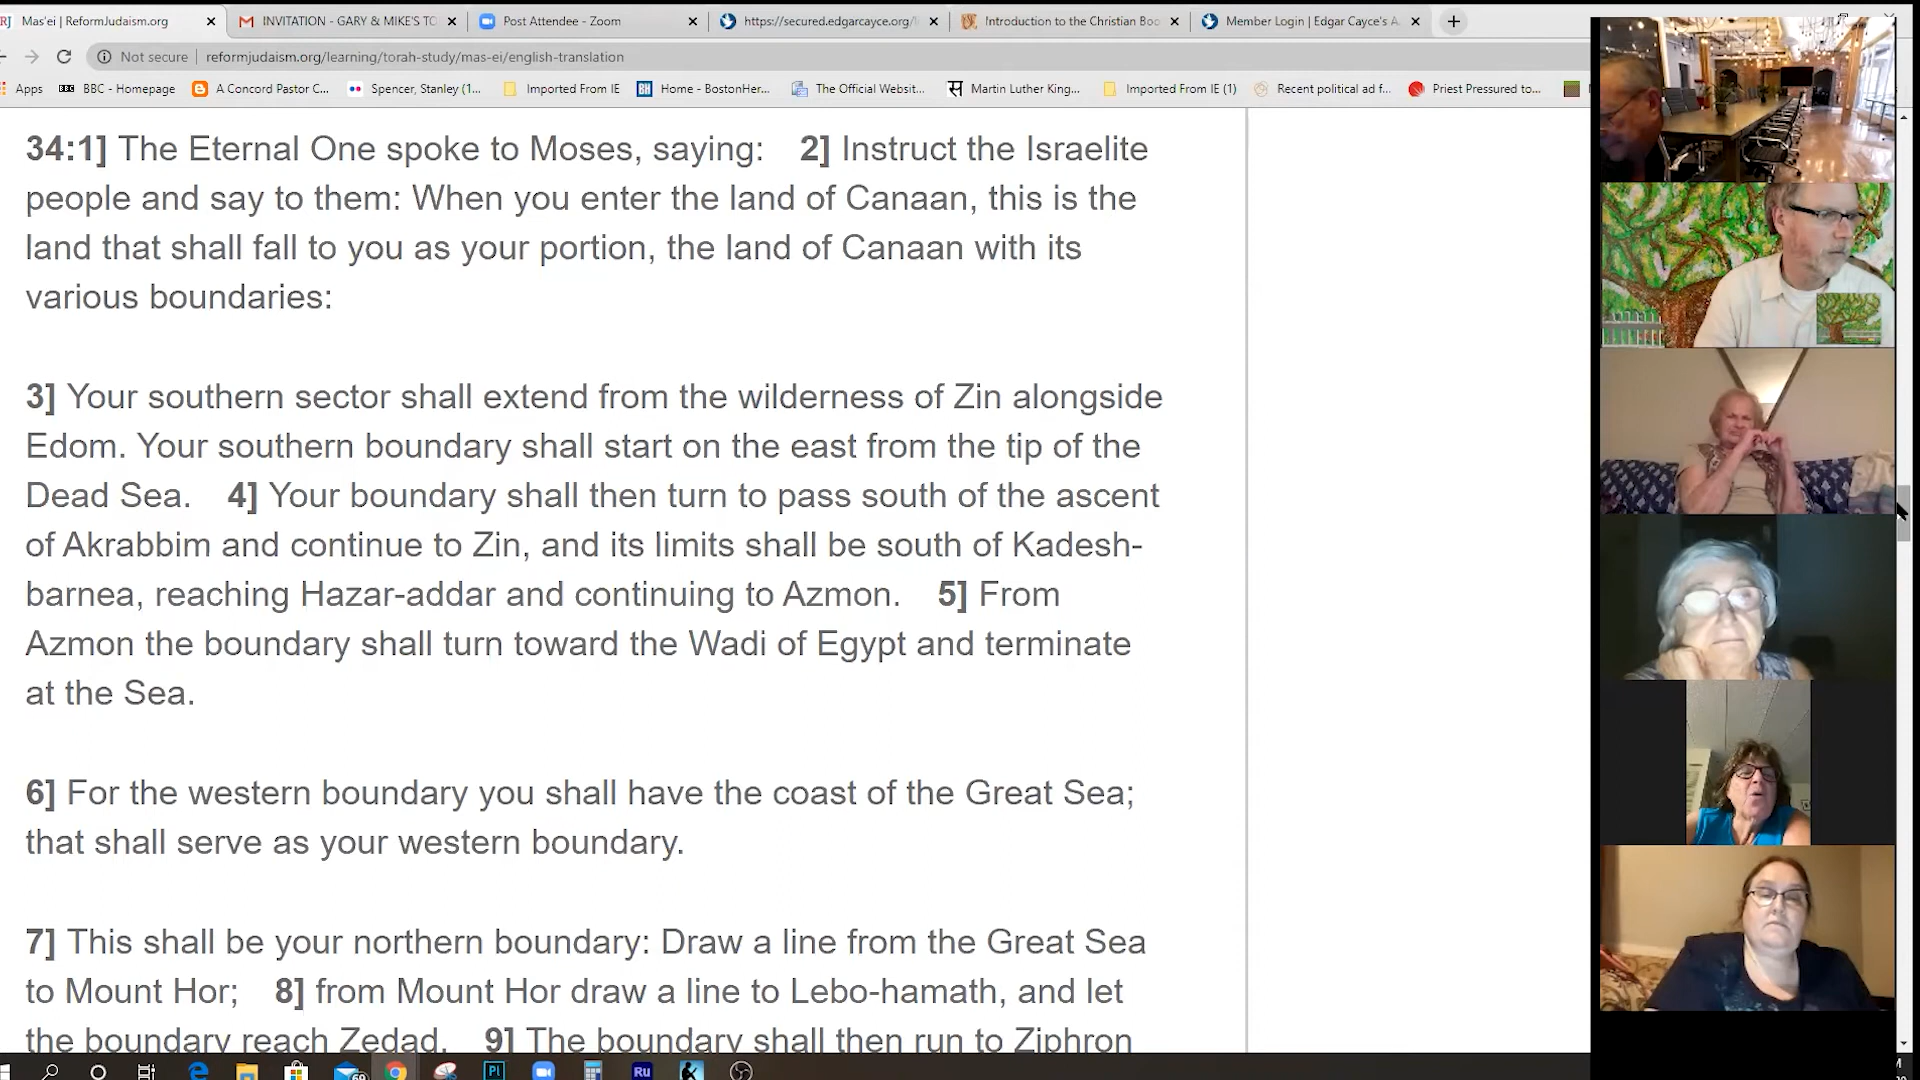 Mas'ei | ReformJudaism.org
INVITATION - GARY & MIKE'S TO
Post Attendee - Zoom
https://secured.edgarcayce.org/
Introduction to the Christian Boo
Member Login | Edgar Cayce's A
Not secure | reformjudaism.org/learning/torah-study/mas-ei/english-translation
Apps BBC - Homepage A Concord Pastor C... Spencer, Stanley (1... Imported From IE Home - BostonHer... The Official Websit... Martin Luther King... Imported From IE (1) Recent political ad f... Priest Pressured to...
34:1] The Eternal One spoke to Moses, saying: 2] Instruct the Israelite
people and say to them: When you enter the land of Canaan, this is the
land that shall fall to you as your portion, the land of Canaan with its
various boundaries:
3] Your southern sector shall extend from the wilderness of Zin alongside
Edom. Your southern boundary shall start on the east from the tip of the
Dead Sea. 4] Your boundary shall then turn to pass south of the ascent
of Akrabbim and continue to Zin, and its limits shall be south of Kadesh-
barnea, reaching Hazar-addar and continuing to Azmon. 5] From
Azmon the boundary shall turn toward the Wadi of Egypt and terminate
at the Sea.
6] For the western boundary you shall have the coast of the Great Sea;
that shall serve as your western boundary.
7] This shall be your northern boundary: Draw a line from the Great Sea
to Mount Hor; 8] from Mount Hor draw a line to Lebo-hamath, and let
the boundary reach Zedad. 9] The boundary shall then run to Ziphron